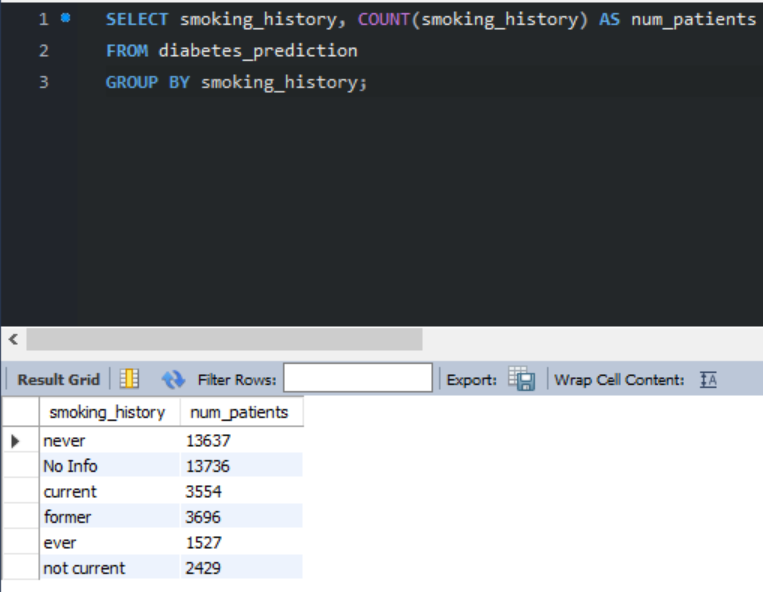 1 SELECT smoking_history, COUNT(smoking_history) AS num_patients
2 FROM diabetes_prediction
3 GROUP BY smoking_history;
Result Grid Filter Rows: Export: Wrap Cell Content: IA
smoking_history num_patients
never 13637
No Info 13736
current 3554
former 3696
ever 1527
not current 2429